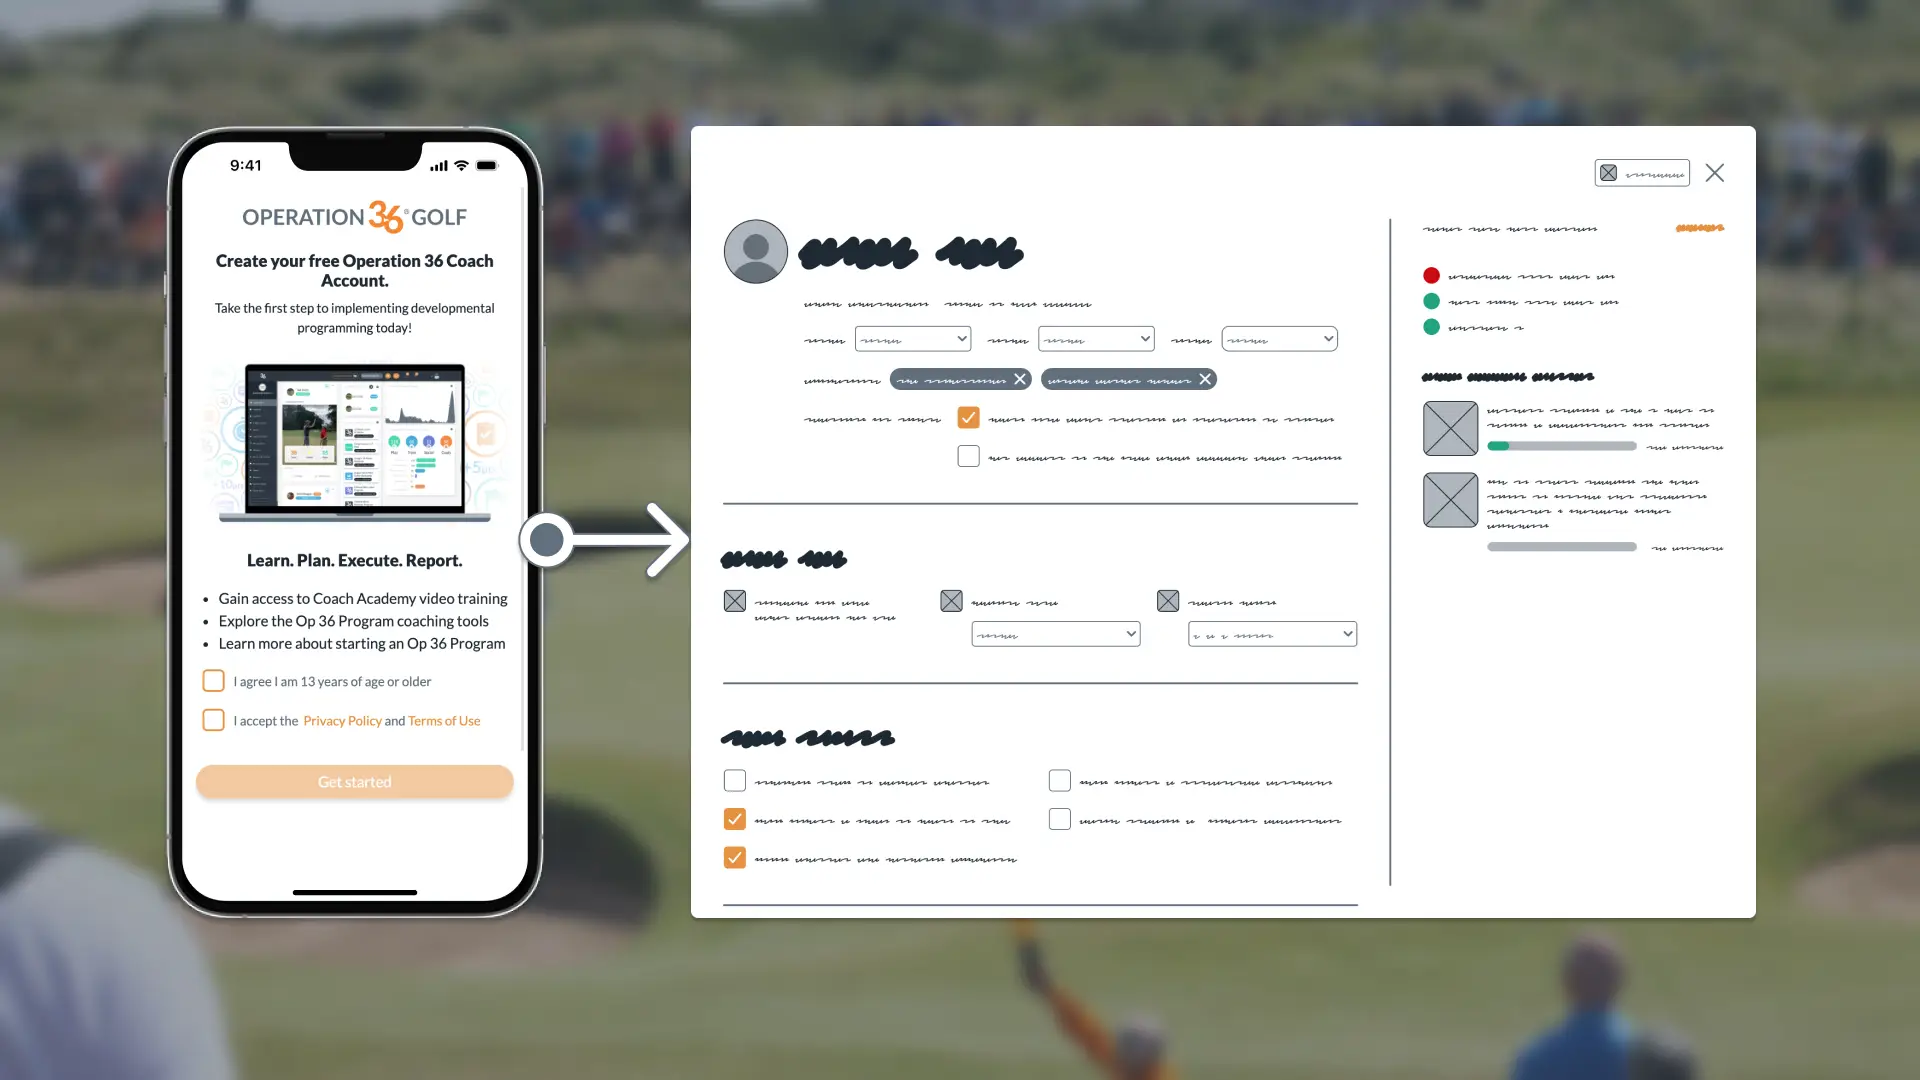 9:41
OPERATION 36® GOLF
Create your free Operation 36 Coach
Account.
Take the first step to implementing developmental
programming today!
Learn. Plan. Execute. Report.
• Gain access to Coach Academy video training
• Explore the Op 36 Program coaching tools
• Learn more about starting an Op 36 Program
I agree I am 13 years of age or older
I accept the Privacy Policy and Terms of Use
Get started